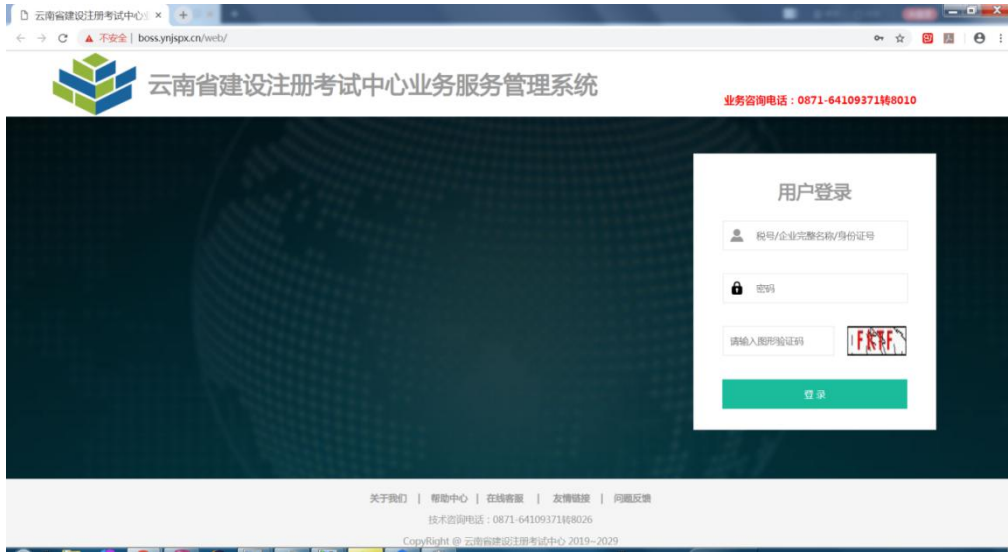 云南省建设注册考试中心
不安全 | boss.ynjspx.cn/web/
云南省建设注册考试中心业务服务管理系统
业务咨询电话：0871-64109371转8010
用户登录
税号/企业完整名称/身份证号
密码
请输入图形验证码
登 录
关于我们 | 帮助中心 | 在线客服 | 友情链接 | 问题反馈
技术咨询电话：0871-64109371转8026
CopyRight @ 云南省建设注册考试中心 2019~2029